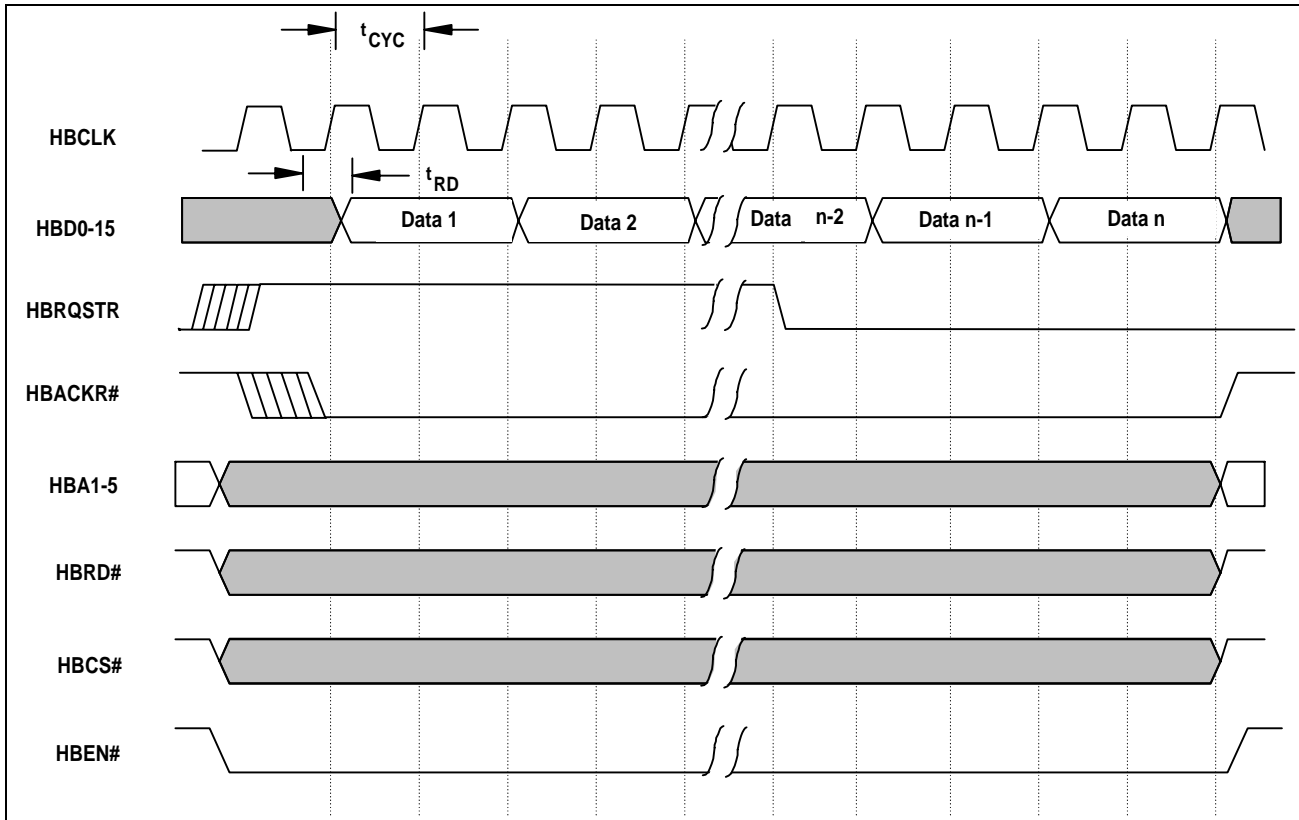 tCYC
HBCLK
tRD
HBD0-15
Data 1 Data 2 Data n-2 Data n-1 Data n
HBRQSTR
HBACKR#
HBA1-5
HBRD#
HBCS#
HBEN#